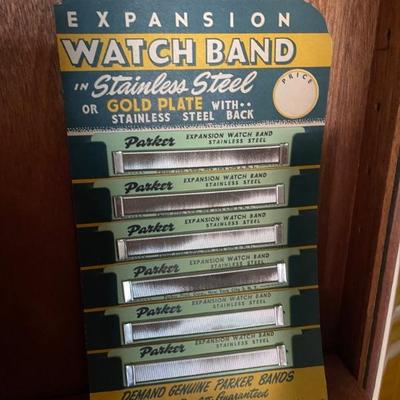 EXPANSION
WATCH BAND
IN Stainless Steel
OR GOLD PLATE WITH••
STAINLESS STEEL BACK
PRICE
Parker EXPANSION WATCH BAND
STAINLESS STEEL
Parker EXPANSION WATCH BAND
STAINLESS STEEL
Parker EXPANSION WATCH BAND
STAINLESS STEEL
Parker EXPANSION WATCH BAND
STAINLESS STEEL
Parker EXPANSION WATCH BAND
STAINLESS STEEL
Parker EXPANSION WATCH BAND
STAINLESS STEEL
DEMAND GENUINE PARKER BANDS
Guaranteed